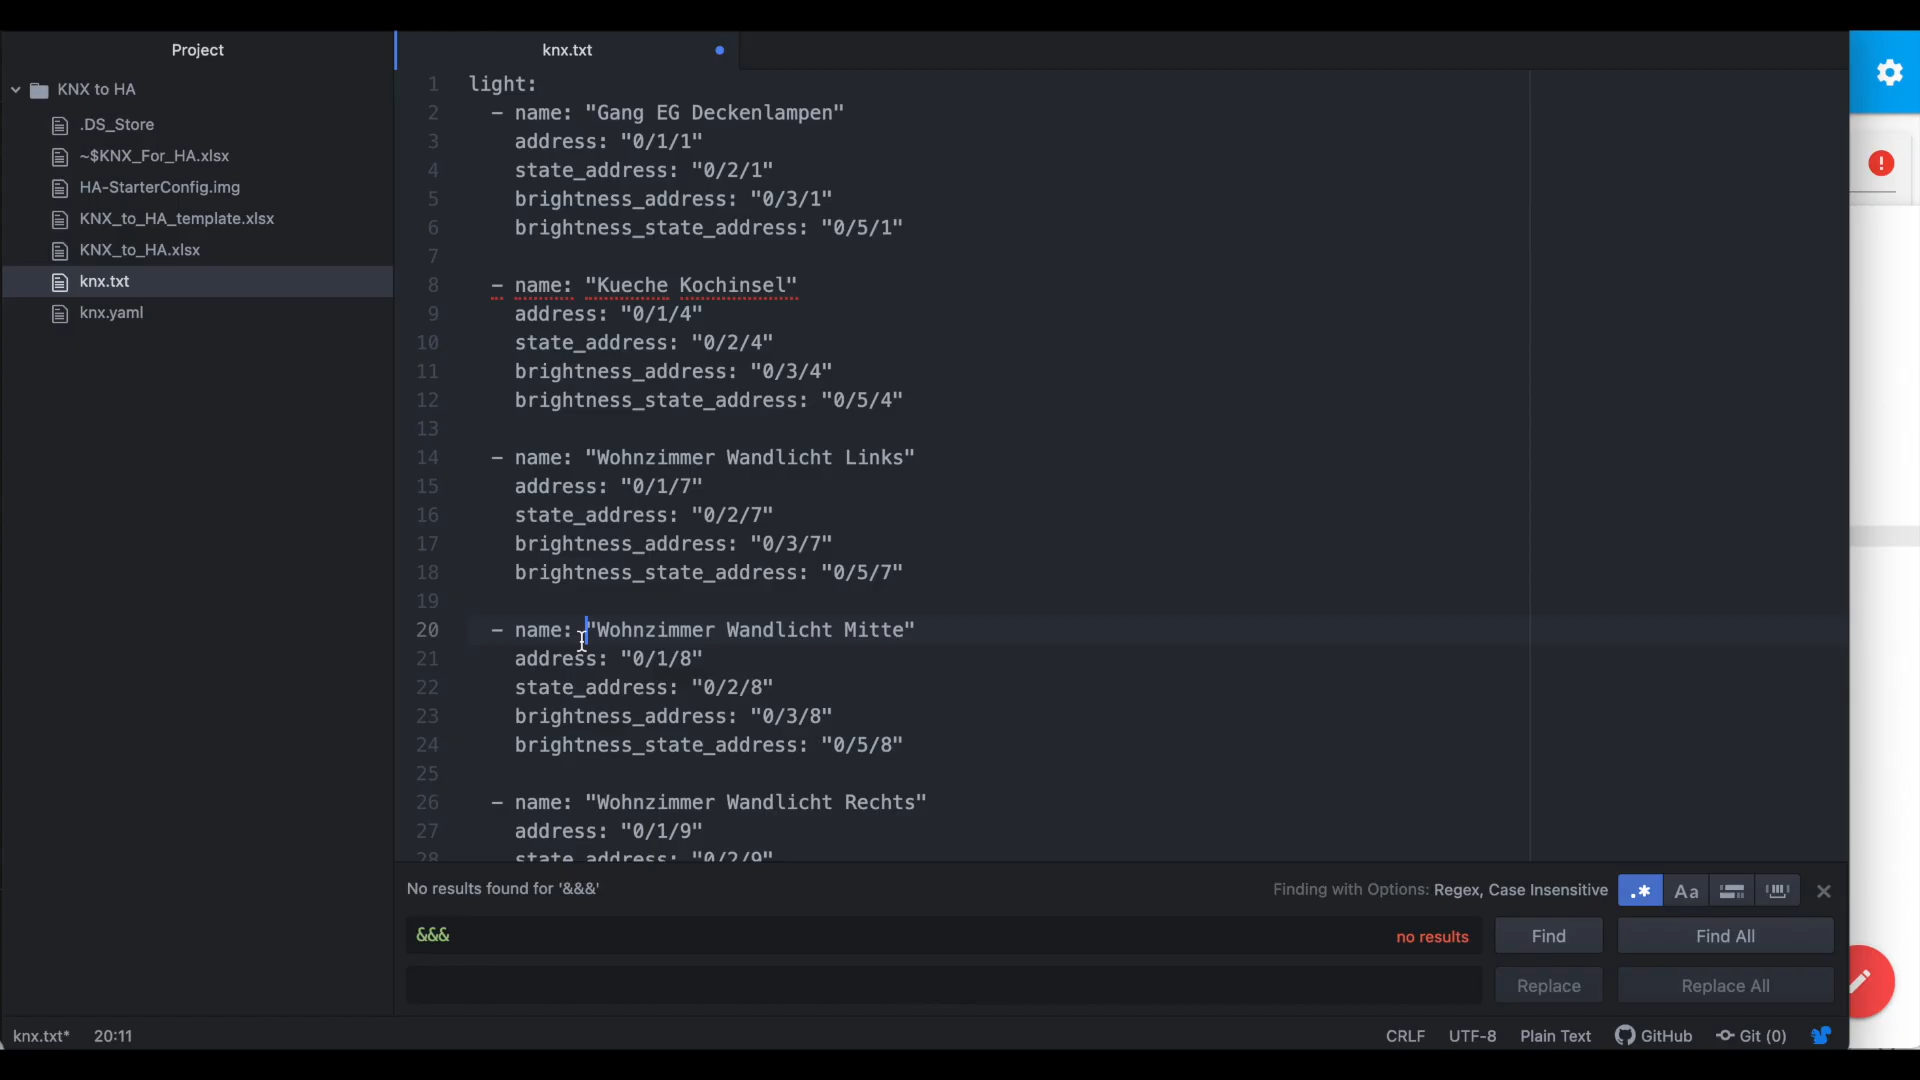 Project
KNX to HA
.DS_Store
~$KNX_For_HA.xlsx
HA-StarterConfig.img
KNX_to_HA_template.xlsx
KNX_to_HA.xlsx
knx.txt
knx.yaml
knx.txt
1 light:
2 - name: "Gang EG Deckenlampen"
3 address: "0/1/1"
4 state_address: "0/2/1"
5 brightness_address: "0/3/1"
6 brightness_state_address: "0/5/1"
7
8 - name: "Kueche Kochinsel"
9 address: "0/1/4"
10 state_address: "0/2/4"
11 brightness_address: "0/3/4"
12 brightness_state_address: "0/5/4"
13
14 - name: "Wohnzimmer Wandlicht Links"
15 address: "0/1/7"
16 state_address: "0/2/7"
17 brightness_address: "0/3/7"
18 brightness_state_address: "0/5/7"
19
20 - name: "Wohnzimmer Wandlicht Mitte"
21 address: "0/1/8"
22 state_address: "0/2/8"
23 brightness_address: "0/3/8"
24 brightness_state_address: "0/5/8"
25
26 - name: "Wohnzimmer Wandlicht Rechts"
27 address: "0/1/9"
28 state_address: "0/2/9"
No results found for '&&&'
Finding with Options: Regex, Case Insensitive
.* Aa
&&& no results
Find Find All
Replace Replace All
knx.txt* 20:11
CRLF UTF-8 Plain Text GitHub Git (0)